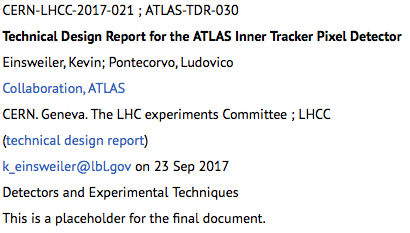 CERN-LHCC-2017-021 ; ATLAS-TDR-030
Technical Design Report for the ATLAS Inner Tracker Pixel Detector
Einsweiler, Kevin; Pontecorvo, Ludovico
Collaboration, ATLAS
CERN. Geneva. The LHC experiments Committee ; LHCC
(technical design report)
k_einsweiler@lbl.gov on 23 Sep 2017
Detectors and Experimental Techniques
This is a placeholder for the final document.